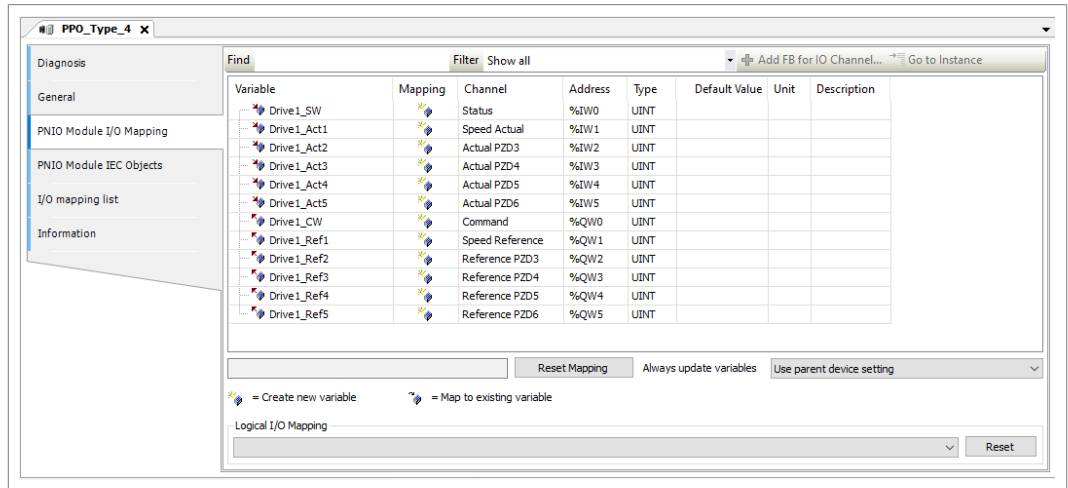 PPO_Type_4 X
Diagnosis
General
PNIO Module I/O Mapping
PNIO Module IEC Objects
I/O mapping list
Information
Find Filter Show all Add FB for IO Channel... Go to Instance
Variable Mapping Channel Address Type Default Value Unit Description
Drive1_SW Status %IW0 UINT
Drive1_Act1 Speed Actual %IW1 UINT
Drive1_Act2 Actual PZD3 %IW2 UINT
Drive1_Act3 Actual PZD4 %IW3 UINT
Drive1_Act4 Actual PZD5 %IW4 UINT
Drive1_Act5 Actual PZD6 %IW5 UINT
Drive1_CW Command %QW0 UINT
Drive1_Ref1 Speed Reference %QW1 UINT
Drive1_Ref2 Reference PZD3 %QW2 UINT
Drive1_Ref3 Reference PZD4 %QW3 UINT
Drive1_Ref4 Reference PZD5 %QW4 UINT
Drive1_Ref5 Reference PZD6 %QW5 UINT
Reset Mapping Always update variables Use parent device setting
= Create new variable = Map to existing variable
Logical I/O Mapping
Reset